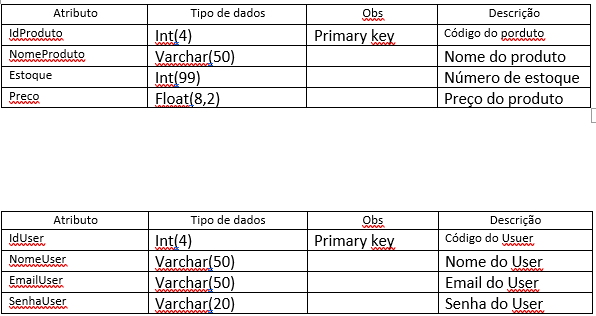 Atributo Tipo de dados Obs Descrição
IdProduto Int(4) Primary key Código do porduto
NomeProduto Varchar(50) Nome do produto
Estoque Int(99) Número de estoque
Preco Float(8,2) Preço do produto
Atributo Tipo de dados Obs Descrição
IdUser Int(4) Primary key Código do Usuer
NomeUser Varchar(50) Nome do User
EmailUser Varchar(50) Email do User
SenhaUser Varchar(20) Senha do User